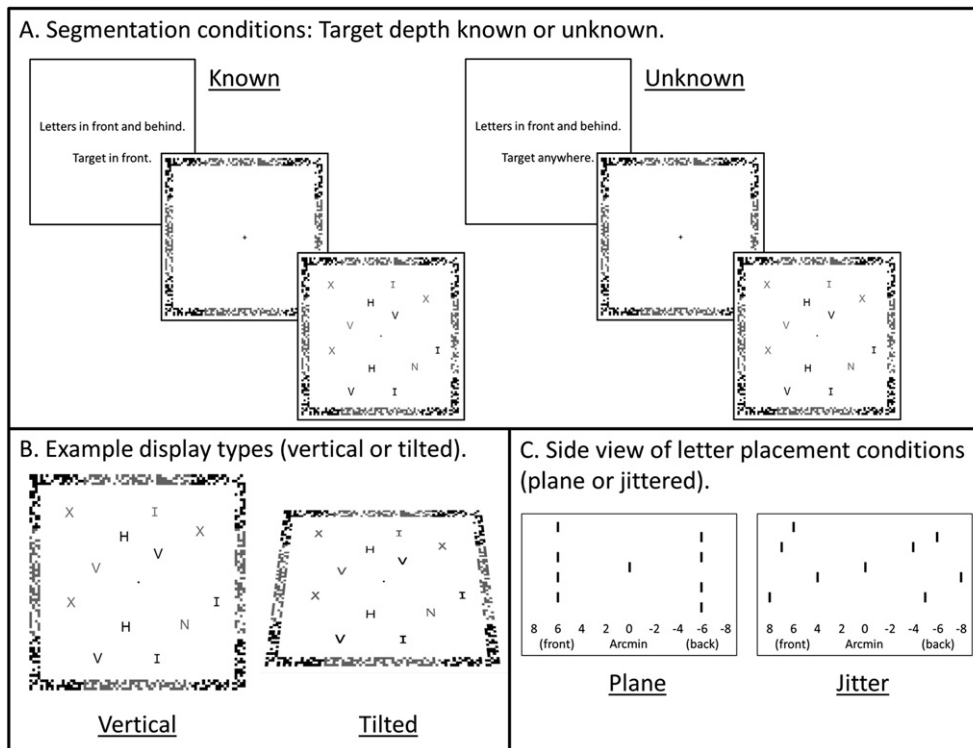 A. Segmentation conditions: Target depth known or unknown.
Known
Letters in front and behind.
Target in front.
X I
H X
V V
X I
H N
V I
Unknown
Letters in front and behind.
Target anywhere.
X I
H X
V V
X I
H N
V I
B. Example display types (vertical or tilted).
X I
H X
V V
X I
H N
V I
Vertical
X I
H X
V V
X I
H N
V I
Tilted
C. Side view of letter placement conditions
(plane or jittered).
8 6 4 2 0 -2 -4 -6 -8
(front) Arcmin (back)
Plane
8 6 4 2 0 -2 -4 -6 -8
(front) Arcmin (back)
Jitter